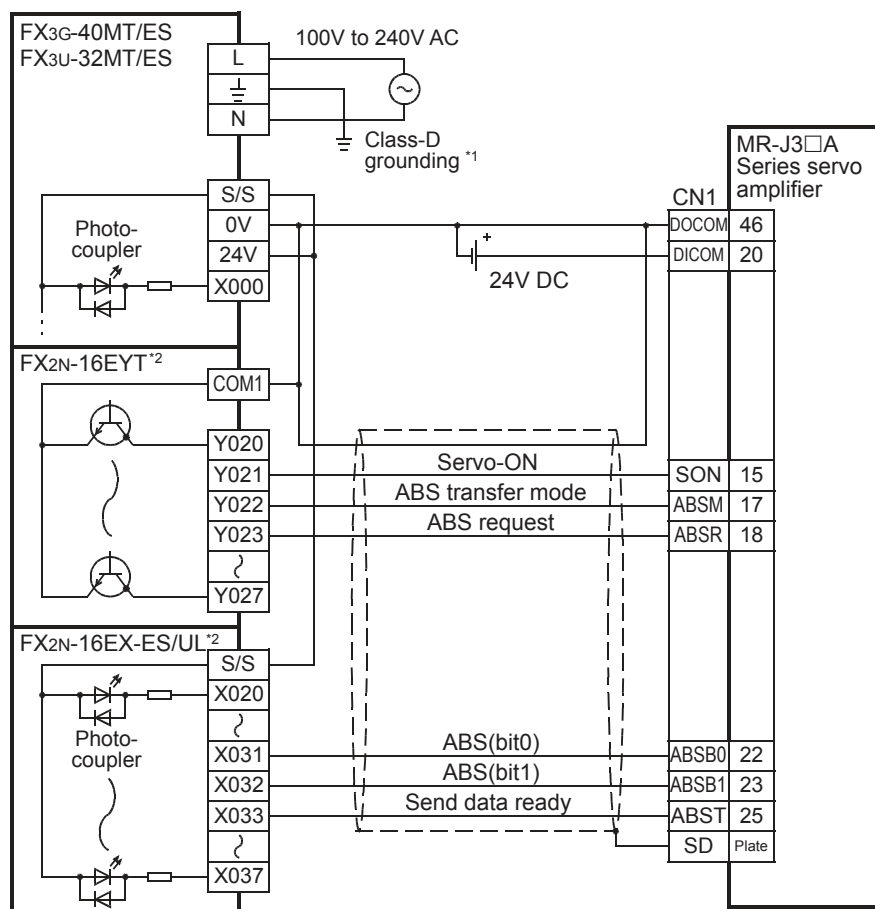 FX3G-40MT/ES
FX3U-32MT/ES
L
N
100V to 240V AC
Class-D
grounding *1
S/S
0V
24V
X000
Photo-
coupler
24V DC
+
MR-J3□A
Series servo
amplifier
CN1
DOCOM 46
DICOM 20
FX2N-16EYT*2
COM1
Y020
Y021
Y022
Y023
Y027
Servo-ON
ABS transfer mode
ABS request
SON 15
ABSM 17
ABSR 18
FX2N-16EX-ES/UL*2
S/S
X020
X031
X032
X033
X037
Photo-
coupler
ABS(bit0)
ABS(bit1)
Send data ready
ABSB0 22
ABSB1 23
ABST 25
SD Plate